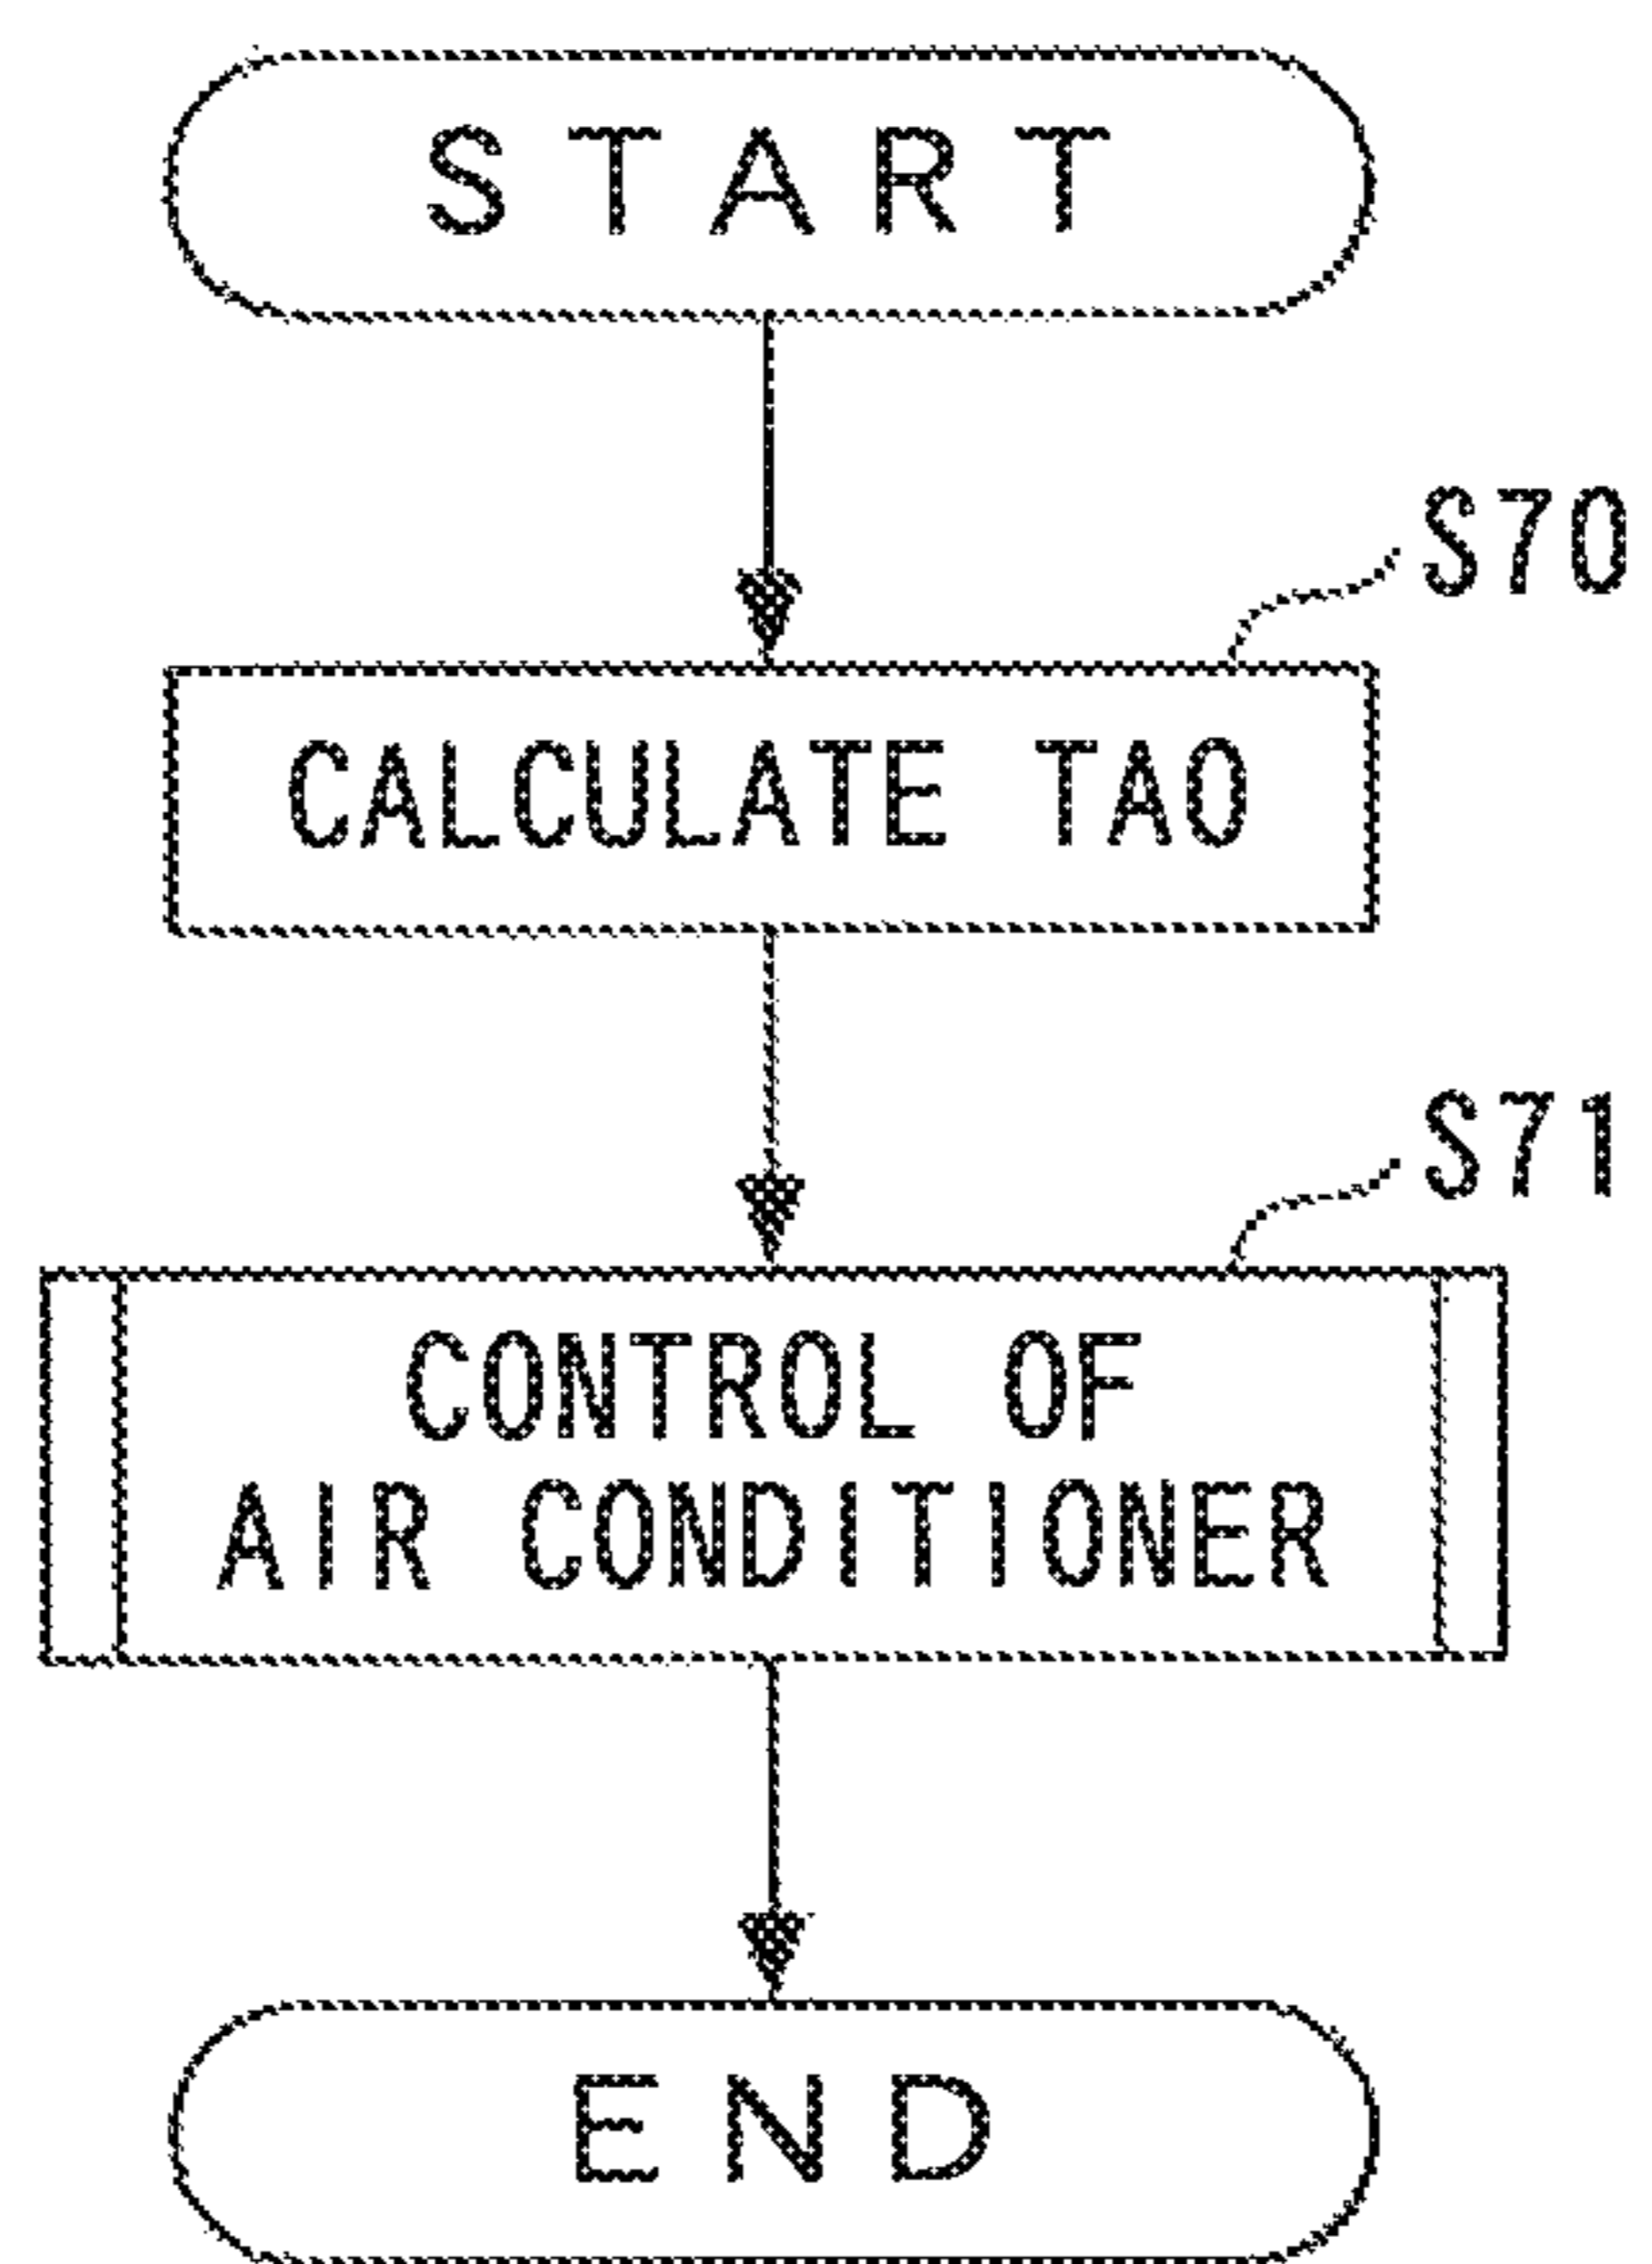 START
S70
CALCULATE TAO
S71
CONTROL OF
AIR CONDITIONER
END